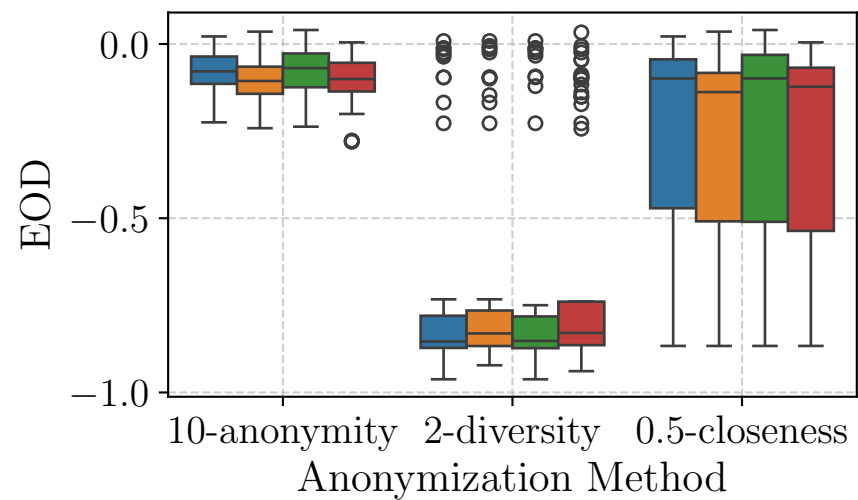 EOD
0.0
−0.5
−1.0
10-anonymity 2-diversity 0.5-closeness
Anonymization Method